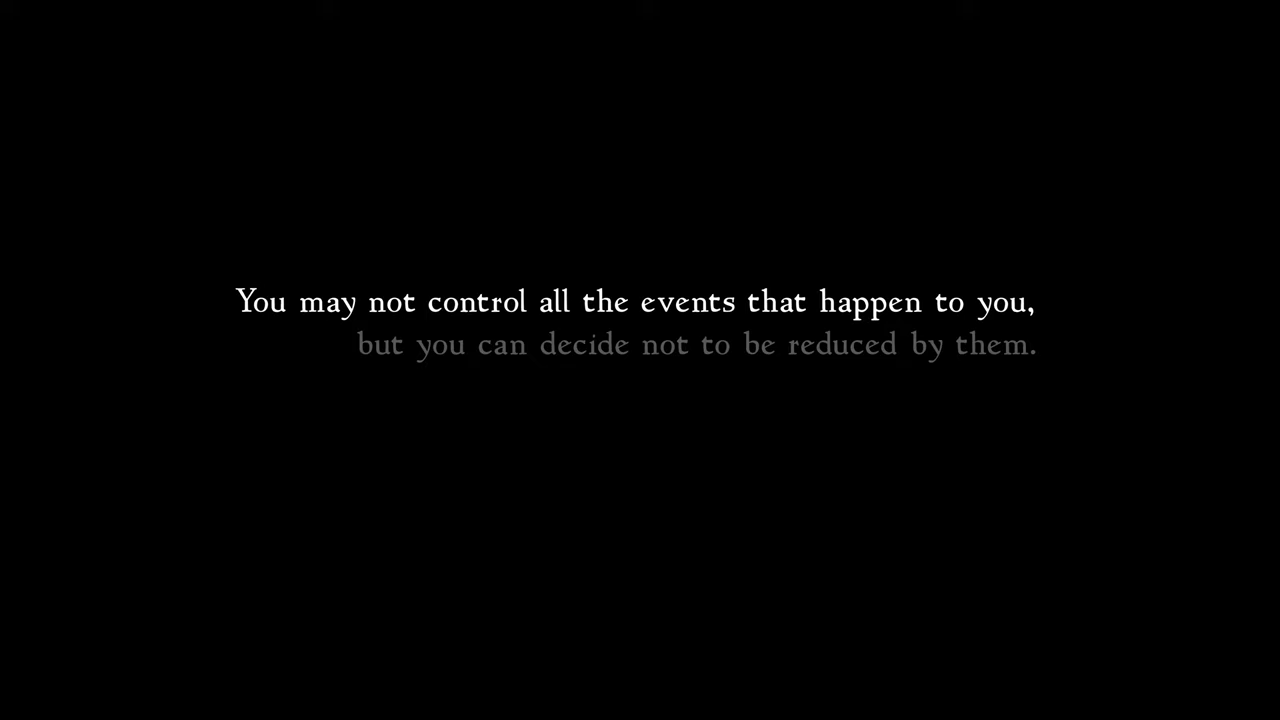 You may not control all the events that happen to you,
but you can decide not to be reduced by them.